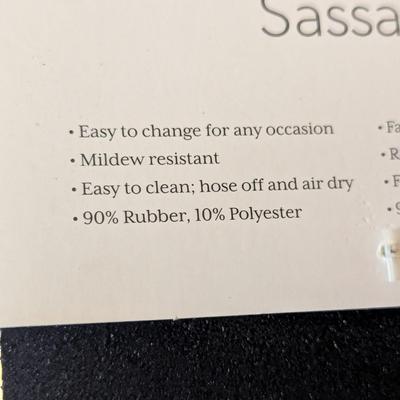 • Easy to change for any occasion
• Mildew resistant
• Easy to clean; hose off and air dry
• 90% Rubber, 10% Polyester